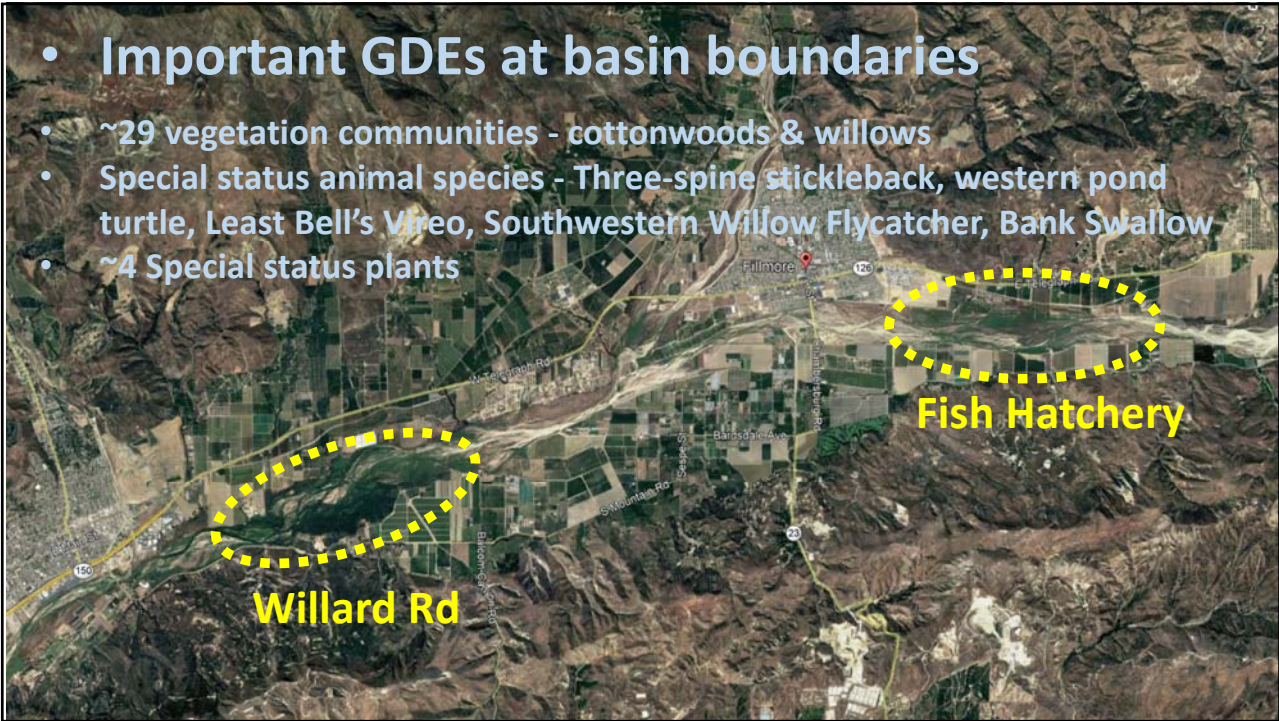 • Important GDEs at basin boundaries
• ~29 vegetation communities - cottonwoods & willows
• Special status animal species - Three-spine stickleback, western pond
turtle, Least Bell's Vireo, Southwestern Willow Flycatcher, Bank Swallow
• ~4 Special status plants
Fillmore
126
E Telegraph
W Telegraph Rd
Fish Hatchery
Bardsdale Ave
Sespe St
S Mountain Rd
23
150
Willard Rd